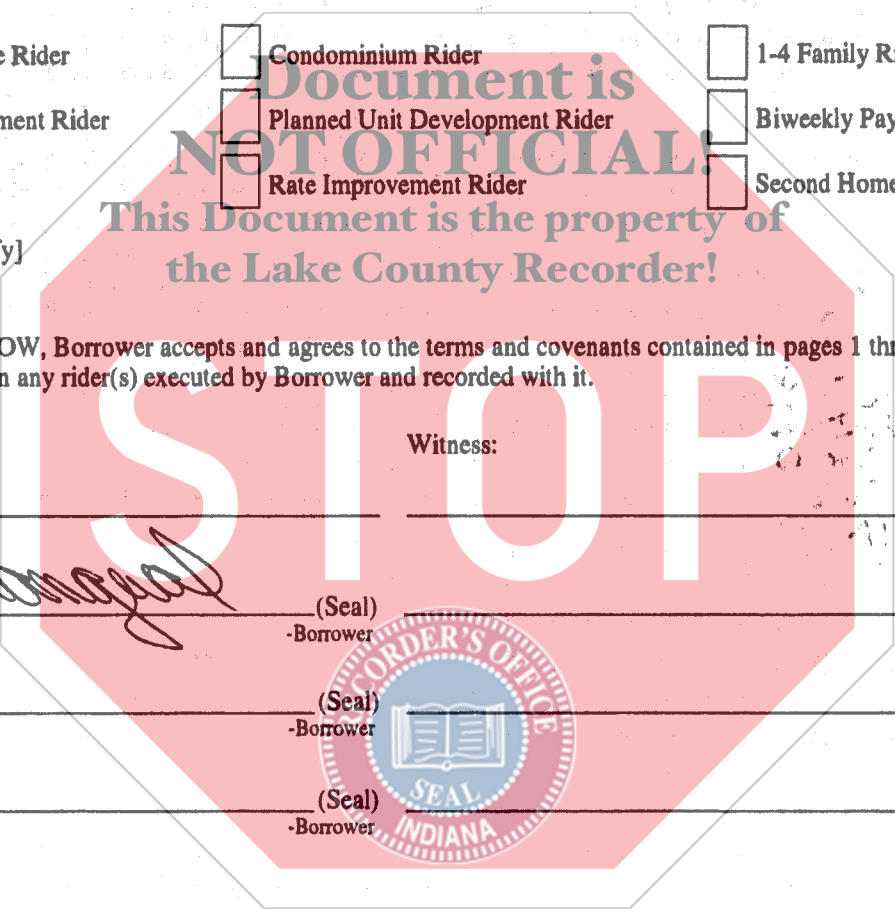 e Rider Condominium Rider 1-4 Family R
Document is
ment Rider Planned Unit Development Rider Biweekly Pay
NOT OFFICIAL!
Rate Improvement Rider Second Home
This Document is the property of
fy]
the Lake County Recorder!
OW, Borrower accepts and agrees to the terms and covenants contained in pages 1 thr
n any rider(s) executed by Borrower and recorded with it.
STOP
Witness:
(Seal)
-Borrower
(Seal)
-Borrower
(Seal)
-Borrower
RECORDER'S OFFICE
SEAL
INDIANA